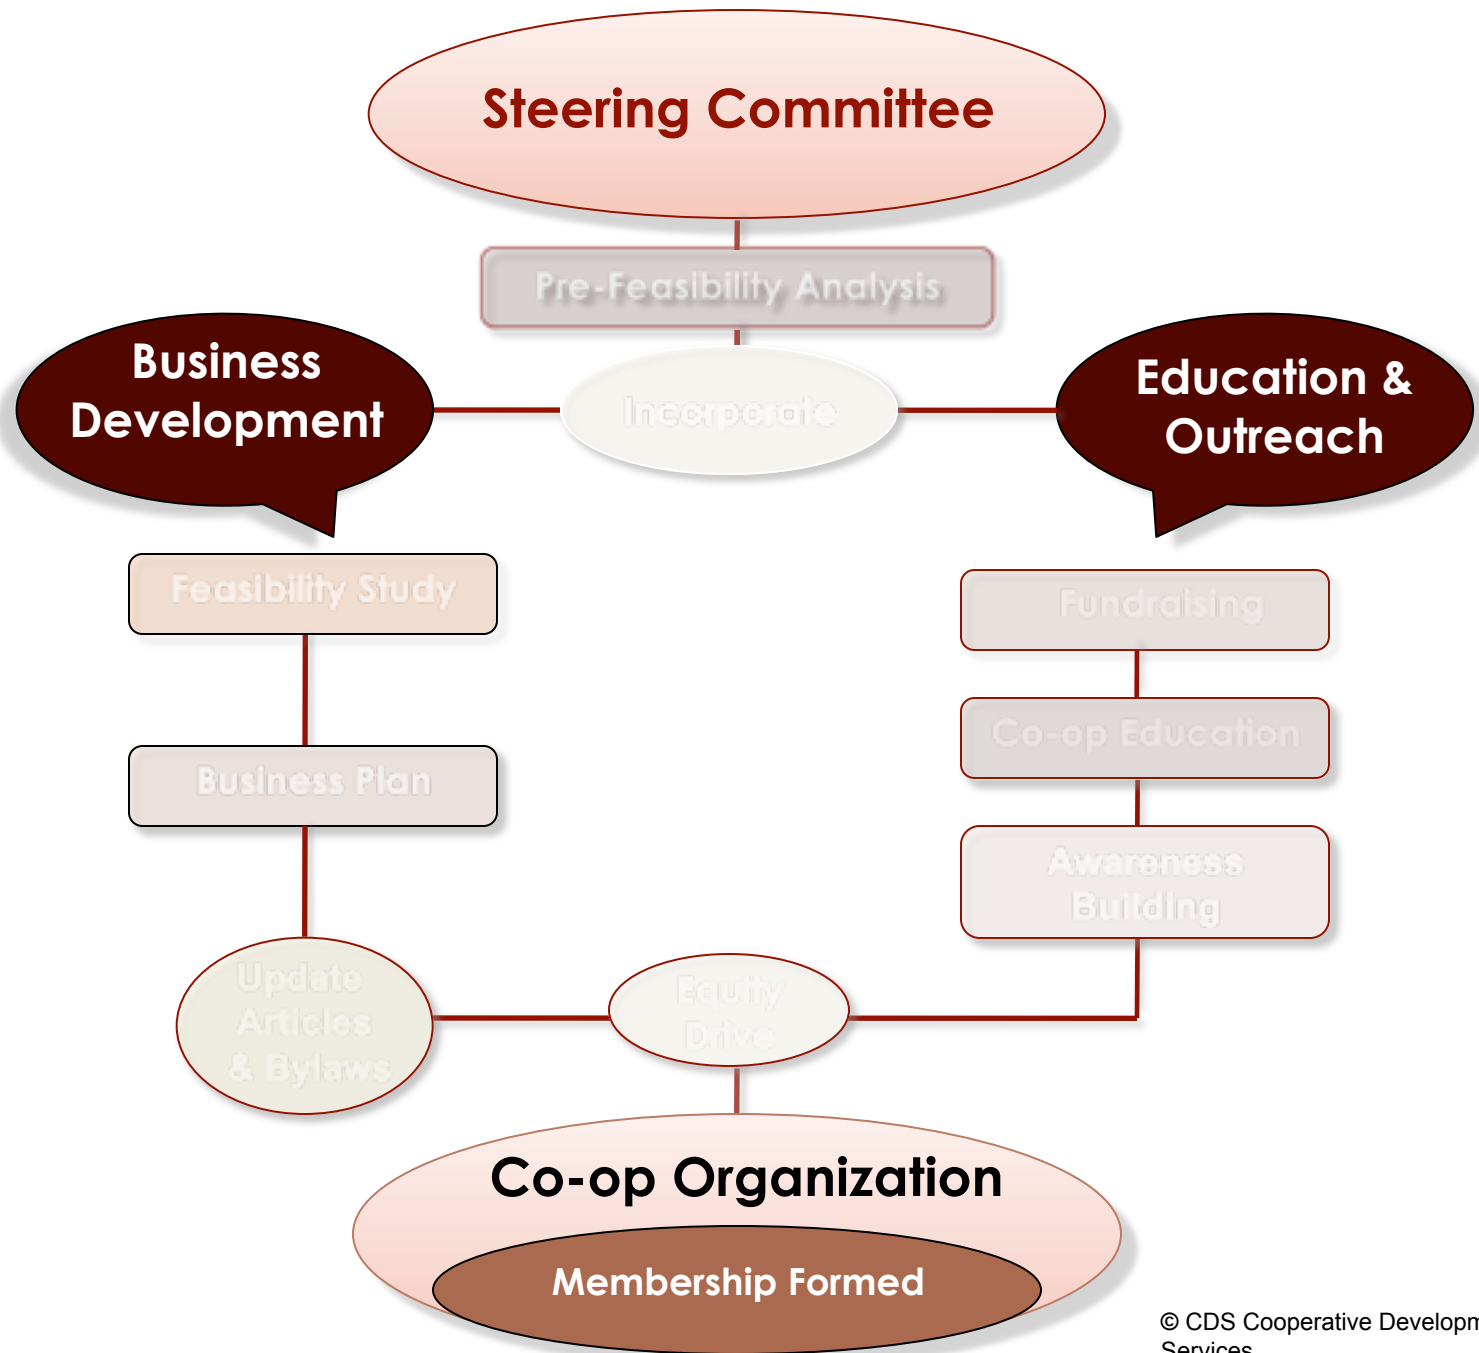 Steering Committee
Pre-Feasibility Analysis
Business
Development
Incorporate
Education &
Outreach
Feasibility Study
Business Plan
Update
Articles
& Bylaws
Fundraising
Co-op Education
Awareness
Building
Equity
Drive
Co-op Organization
Membership Formed
© CDS Cooperative Developm
Services